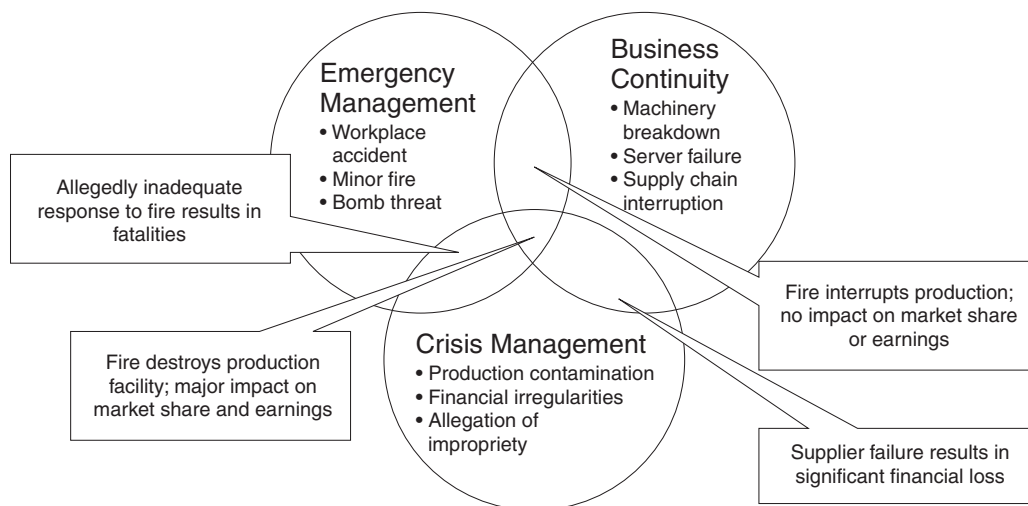 Emergency
Management
• Workplace
accident
• Minor fire
• Bomb threat
Business
Continuity
• Machinery
breakdown
• Server failure
• Supply chain
interruption
Allegedly inadequate
response to fire results in
fatalities
Fire interrupts production;
no impact on market share
or earnings
Fire destroys production
facility; major impact on
market share and earnings
Crisis Management
• Production contamination
• Financial irregularities
• Allegation of
impropriety
Supplier failure results in
significant financial loss